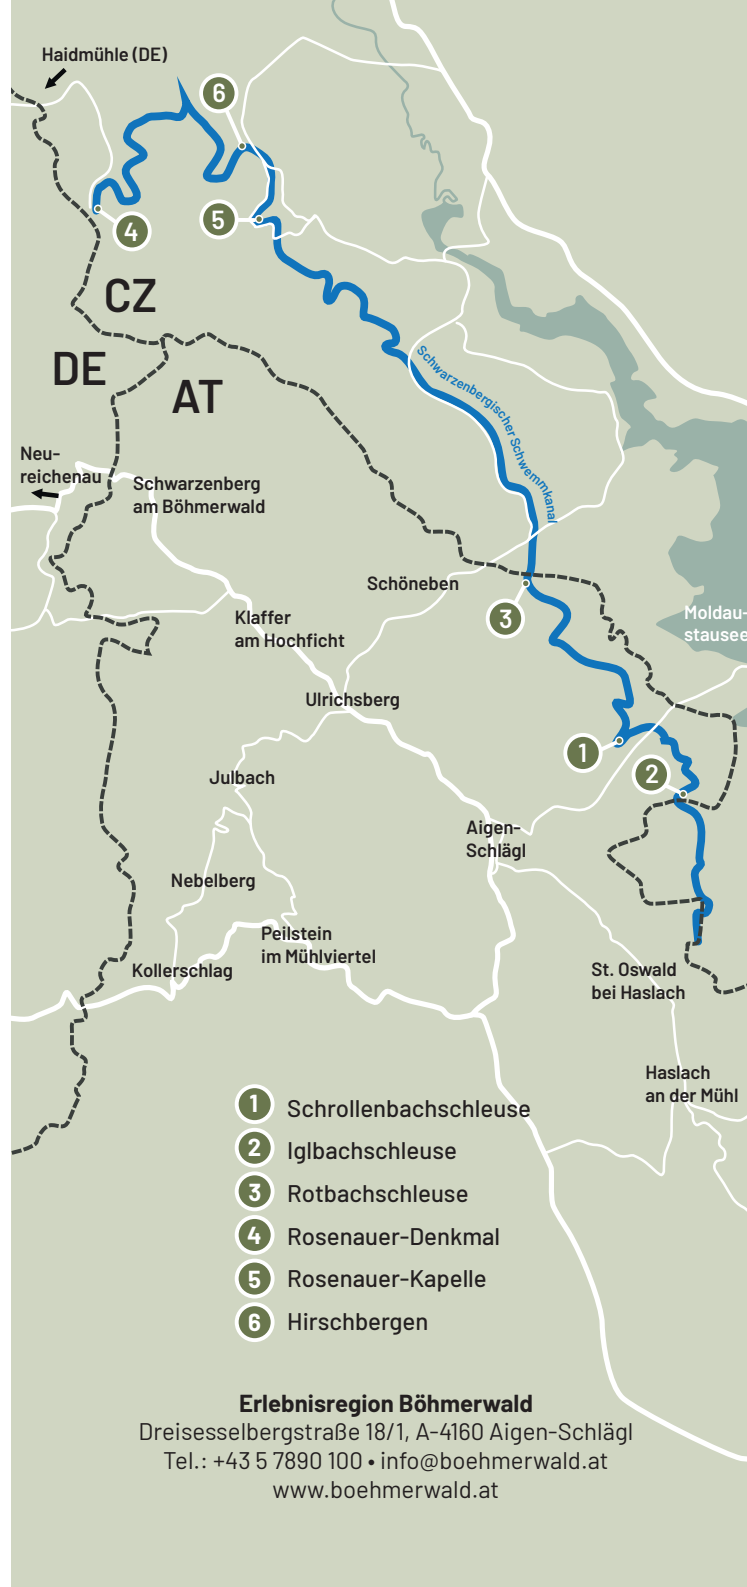 Haidmühle (DE)
6
5
4
CZ
DE
AT
Schwarzenbergischer Schwemmkanal
Neu-
reichenau
Schwarzenberg
am Böhmerwald
Schöneben
3
Klaffer
am Hochficht
Moldau-
stausee
Ulrichsberg
1
2
Julbach
Aigen-
Schlägl
Nebelberg
Peilstein
im Mühlviertel
Kollerschlag
St. Oswald
bei Haslach
Haslach
an der Mühl
1 Schrollenbachschleuse
2 Iglbachschleuse
3 Rotbachschleuse
4 Rosenauer-Denkmal
5 Rosenauer-Kapelle
6 Hirschbergen
Erlebnisregion Böhmerwald
Dreisesselbergstraße 18/1, A-4160 Aigen-Schlägl
Tel.: +43 5 7890 100 • info@boehmerwald.at
www.boehmerwald.at